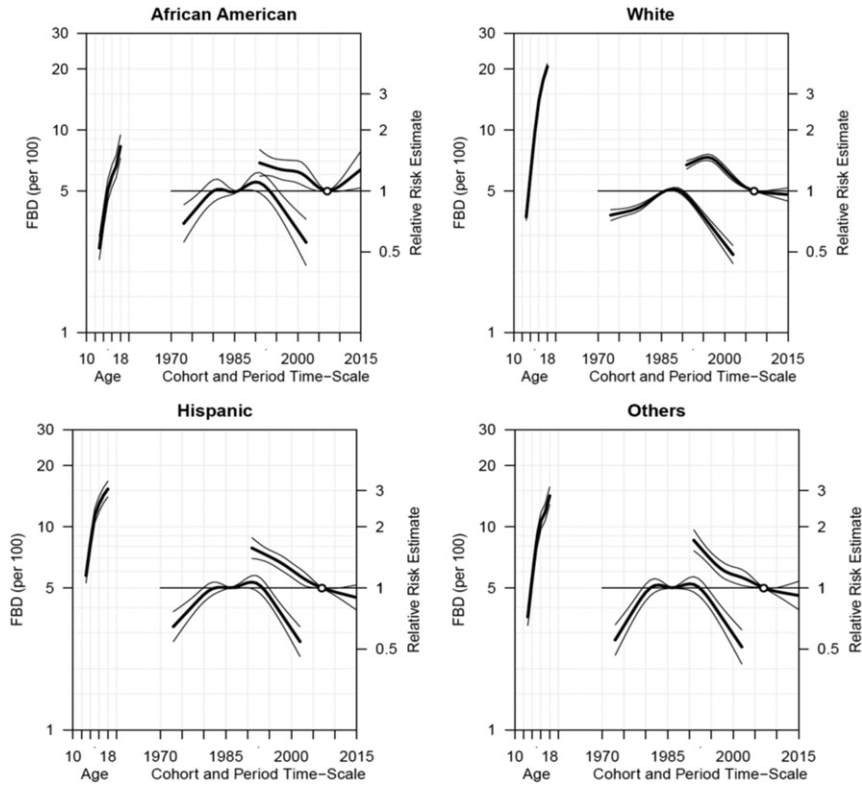 African American
30
20
10
5
1
FBD (per 100)
3
2
1
0.5
Relative Risk Estimate
10 18 1970 1985 2000 2015
Age Cohort and Period Time−Scale
White
30
20
10
5
1
FBD (per 100)
3
2
1
0.5
Relative Risk Estimate
10 18 1970 1985 2000 2015
Age Cohort and Period Time−Scale
Hispanic
30
20
10
5
1
FBD (per 100)
3
2
1
0.5
Relative Risk Estimate
10 18 1970 1985 2000 2015
Age Cohort and Period Time−Scale
Others
30
20
10
5
1
FBD (per 100)
3
2
1
0.5
Relative Risk Estimate
10 18 1970 1985 2000 2015
Age Cohort and Period Time−Scale